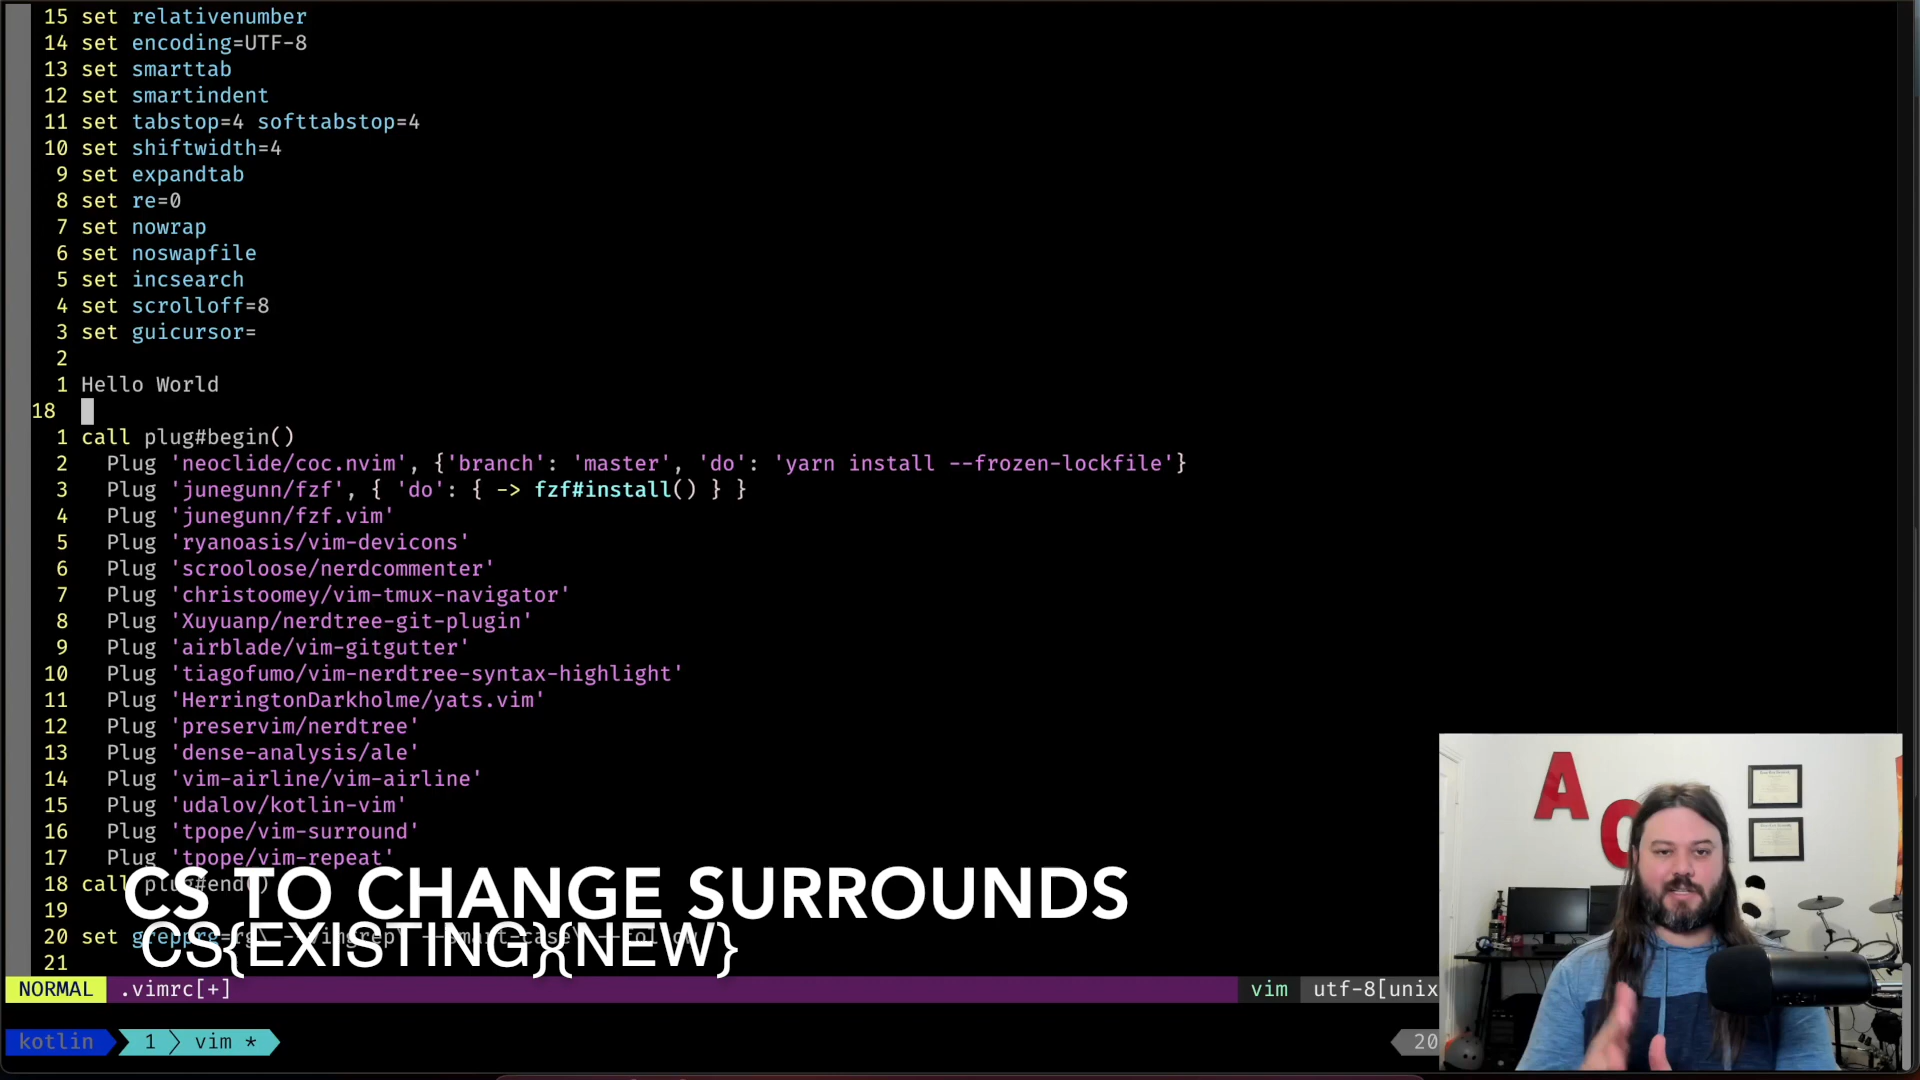 15 set relativenumber
14 set encoding=UTF-8
13 set smarttab
12 set smartindent
11 set tabstop=4 softtabstop=4
10 set shiftwidth=4
9 set expandtab
8 set re=0
7 set nowrap
6 set noswapfile
5 set incsearch
4 set scrolloff=8
3 set guicursor=
2
1 Hello World
18
1 call plug#begin()
2 Plug 'neoclide/coc.nvim', {'branch': 'master', 'do': 'yarn install --frozen-lockfile'}
3 Plug 'junegunn/fzf', { 'do': { -> fzf#install() } }
4 Plug 'junegunn/fzf.vim'
5 Plug 'ryanoasis/vim-devicons'
6 Plug 'scrooloose/nerdcommenter'
7 Plug 'christoomey/vim-tmux-navigator'
8 Plug 'Xuyuanp/nerdtree-git-plugin'
9 Plug 'airblade/vim-gitgutter'
10 Plug 'tiagofumo/vim-nerdtree-syntax-highlight'
11 Plug 'HerringtonDarkholme/yats.vim'
12 Plug 'preservim/nerdtree'
13 Plug 'dense-analysis/ale'
14 Plug 'vim-airline/vim-airline'
15 Plug 'udalov/kotlin-vim'
16 Plug 'tpope/vim-surround'
17 Plug 'tpope/vim-repeat'
18 call plug#end()
CS TO CHANGE SURROUNDS
19
20 set
CS{EXISTING}{NEW}
21
NORMAL .vimrc[+] vim utf-8[unix
kotlin 1 vim * 20
A